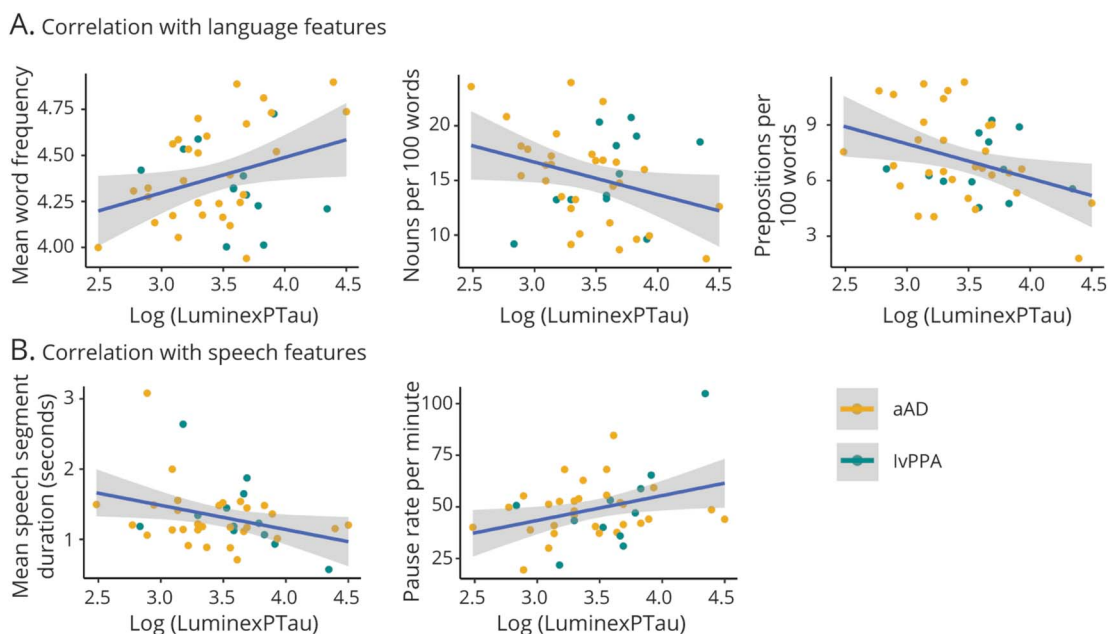 A. Correlation with language features
Mean word frequency
4.75
4.50
4.25
4.00
2.5 3.0 3.5 4.0 4.5
Log (LuminexPTau)
Nouns per 100 words
20
15
10
2.5 3.0 3.5 4.0 4.5
Log (LuminexPTau)
Prepositions per
100 words
9
6
3
2.5 3.0 3.5 4.0 4.5
Log (LuminexPTau)
B. Correlation with speech features
Mean speech segment
duration (seconds)
3
2
1
2.5 3.0 3.5 4.0 4.5
Log (LuminexPTau)
Pause rate per minute
100
75
50
25
2.5 3.0 3.5 4.0 4.5
Log (LuminexPTau)
aAD
lvPPA